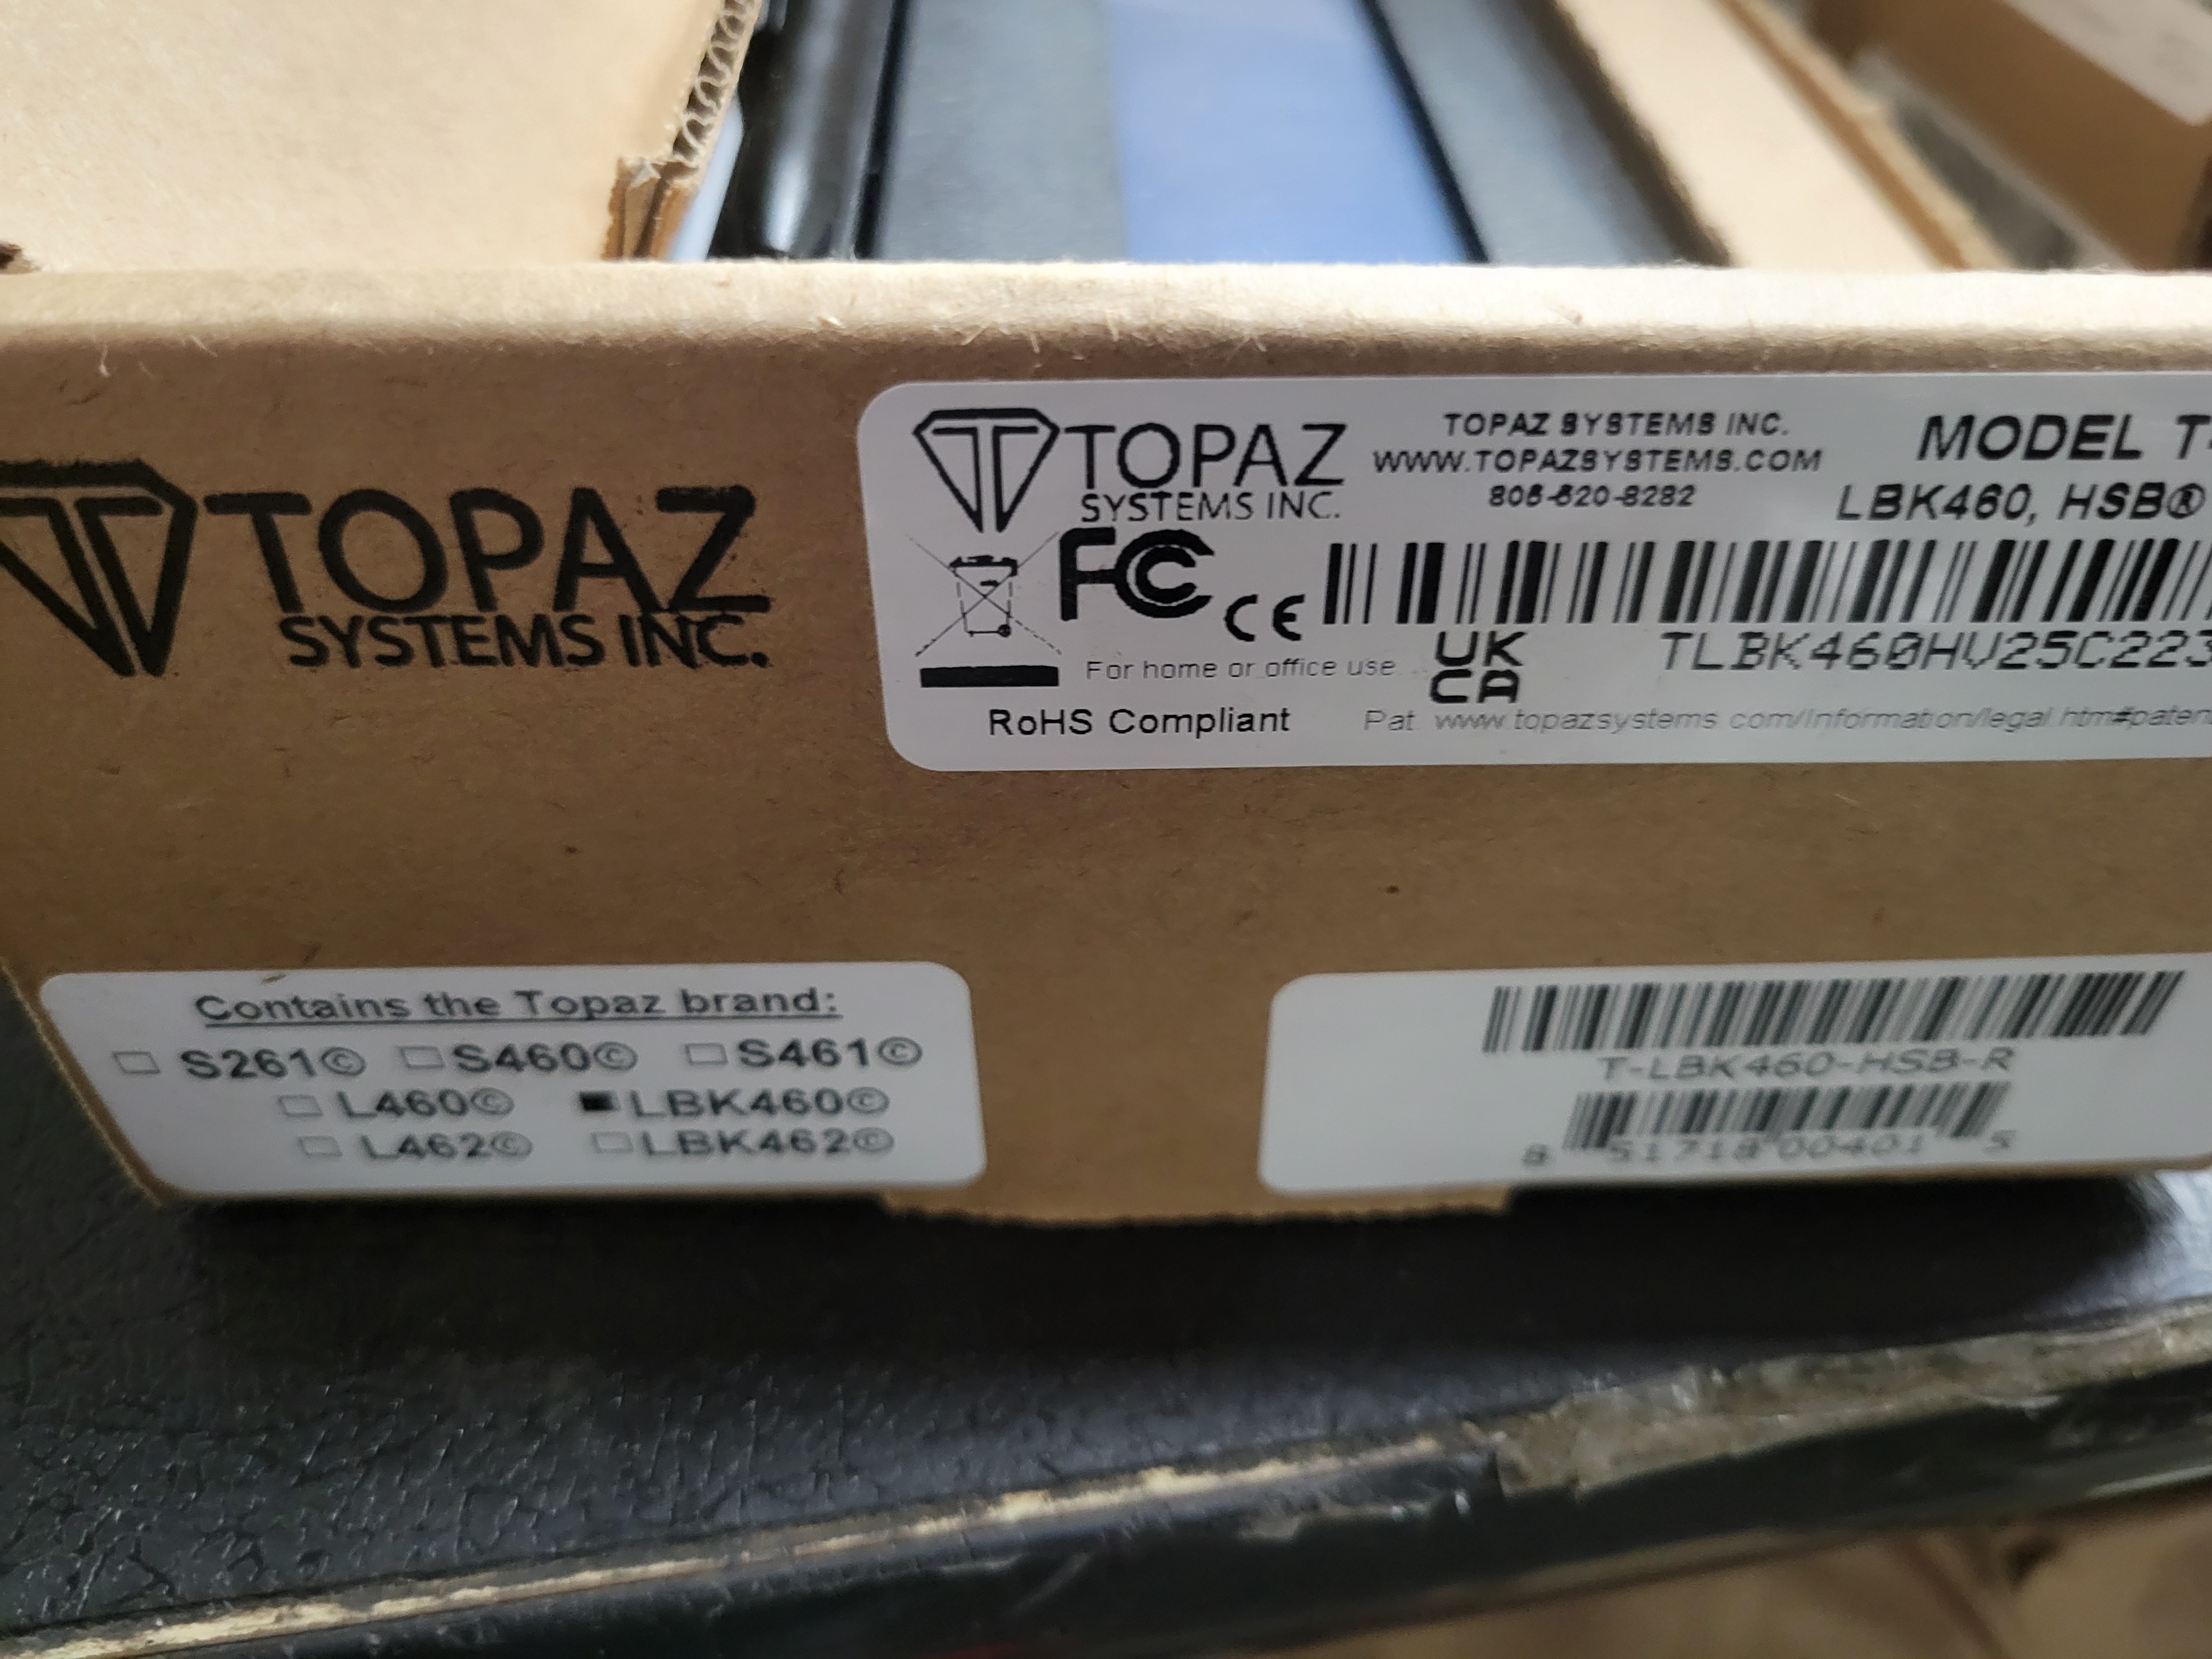 TOPAZ
SYSTEMS INC.
TOPAZ
SYSTEMS INC.
TOPAZ SYSTEMS INC.
WWW.TOPAZSYSTEMS.COM
805-520-8282
MODEL T-
LBK460, HSB®
FC CE
UK
CA
TLBK460HV25C223
For home or office use
RoHS Compliant
Pat. www.topazsystems.com/information/legal.htm#paten
Contains the Topaz brand:
S261© S460© S461©
L460© LBK460©
L462© LBK462©
T-LBK460-HSB-R
8 51718 00401 5